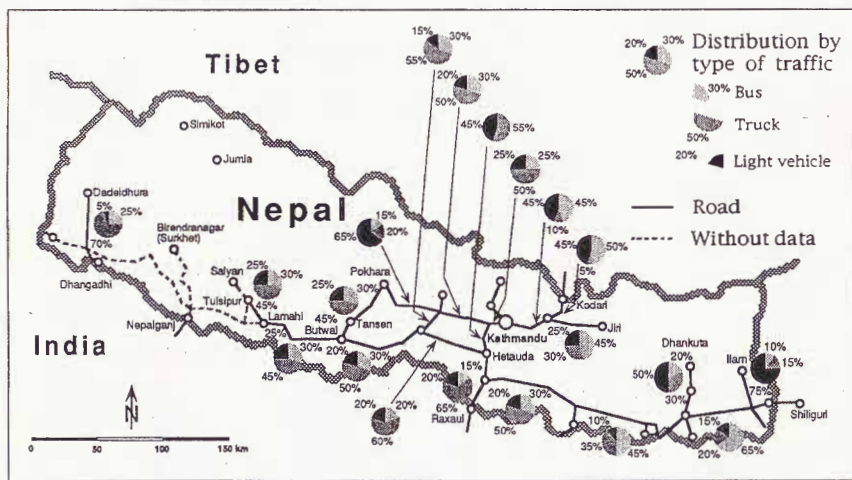 15% 30%
55%
20% 30%
50%
45% 55%
25% 25%
50%
45% 45%
10%
45% 50%
5%
20% 30%
50%
Distribution by
type of traffic
30% Bus
Truck
50%
20% Light vehicle
Road
Without data
Tibet
Simikot
Jumla
Nepal
Dadeldhura
5% 25%
70%
Birendranagar
(Surkhet)
Dhangadhi
Nepalganj
India
Salyan
25% 30%
45%
Tulsipur
Lamahi
25% 30%
45%
Butwal
25%
30%
45%
Tansen
Pokhara
15%
65% 20%
20% 30%
50%
20% 20%
60%
Kathmandu
Hetauda
15%
20%
65%
Raxaul
20% 30%
50%
Kodari
Jiri
25%
30% 45%
Dhankuta
20%
50%
30%
Ilam
10%
15%
75%
Shiliguri
10%
35% 45%
15%
20% 65%
N
0 50 100 150 km